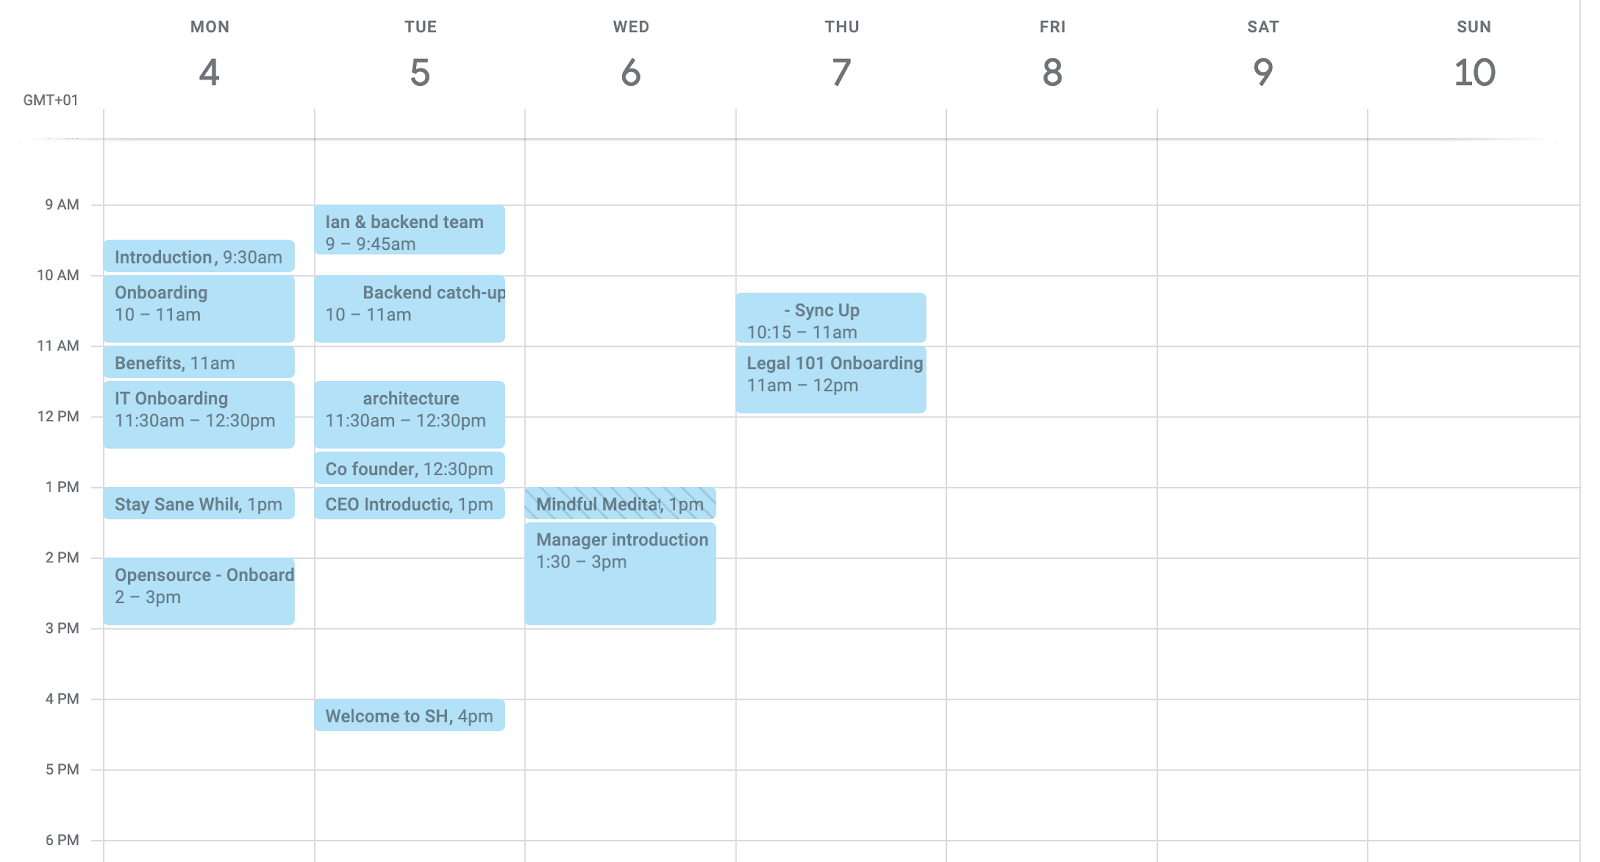 MON
TUE
WED
THU
FRI
SAT
SUN
4
5
6
7
8
9
10
GMT+01
9 AM
10 AM
11 AM
12 PM
1 PM
2 PM
3 PM
4 PM
5 PM
6 PM
Introduction, 9:30am
Onboarding
10 – 11am
Benefits, 11am
IT Onboarding
11:30am – 12:30pm
Stay Sane Whil, 1pm
Opensource - Onboard
2 – 3pm
Ian & backend team
9 – 9:45am
Backend catch-up
10 – 11am
architecture
11:30am – 12:30pm
Co founder, 12:30pm
CEO Introductic, 1pm
Welcome to SH, 4pm
Mindful Medita, 1pm
Manager introduction
1:30 – 3pm
- Sync Up
10:15 – 11am
Legal 101 Onboarding
11am – 12pm